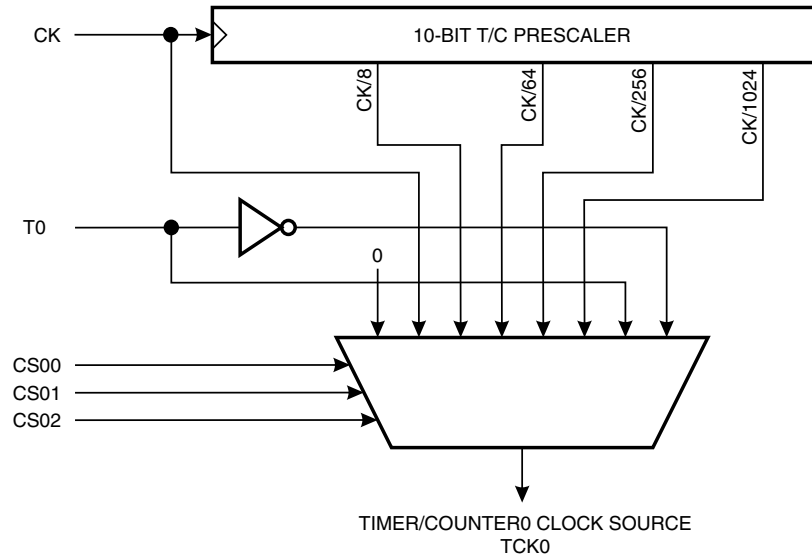 CK
10-BIT T/C PRESCALER
CK/8
CK/64
CK/256
CK/1024
T0
0
CS00
CS01
CS02
TIMER/COUNTER0 CLOCK SOURCE
TCK0